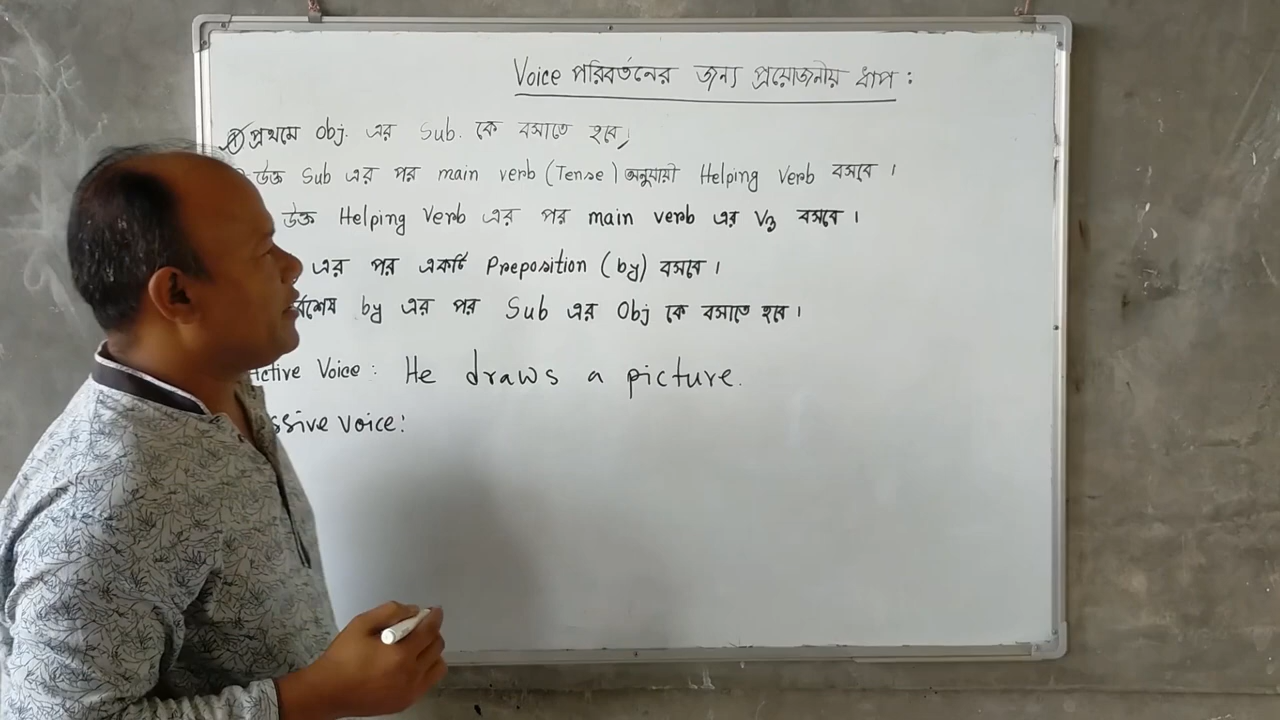 Voice পরিবর্তনের জন্য প্রয়োজনীয় ধাপ :
প্রথমে Obj. এর Sub. কে বসাতে হবে।
উক্ত Sub এর পর main verb (Tense) অনুযায়ী Helping Verb বসবে ।
উক্ত Helping Verb এর পর main verb এর V3 বসবে ।
এর পর একটি Preposition (by) বসবে ।
by এর পর Sub এর Obj কে বসাতে হবে ।
Active Voice : He draws a picture.
ssive voice :